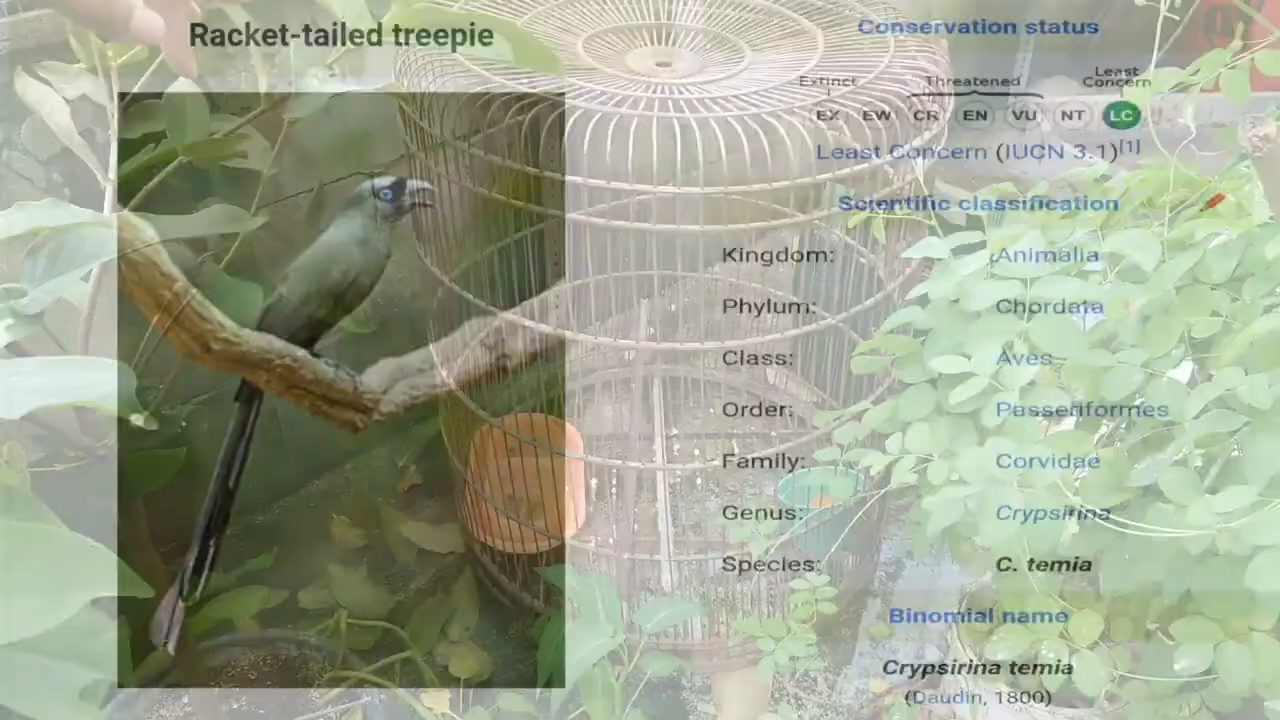 Racket-tailed treepie
Conservation status
Extinct Threatened Least Concern
EX EW CR EN VU NT LC
Least Concern (IUCN 3.1)[1]
Scientific classification
Kingdom: Animalia
Phylum: Chordata
Class: Aves
Order: Passeriformes
Family: Corvidae
Genus: Crypsirina
Species: C. temia
Binomial name
Crypsirina temia
(Daudin, 1800)